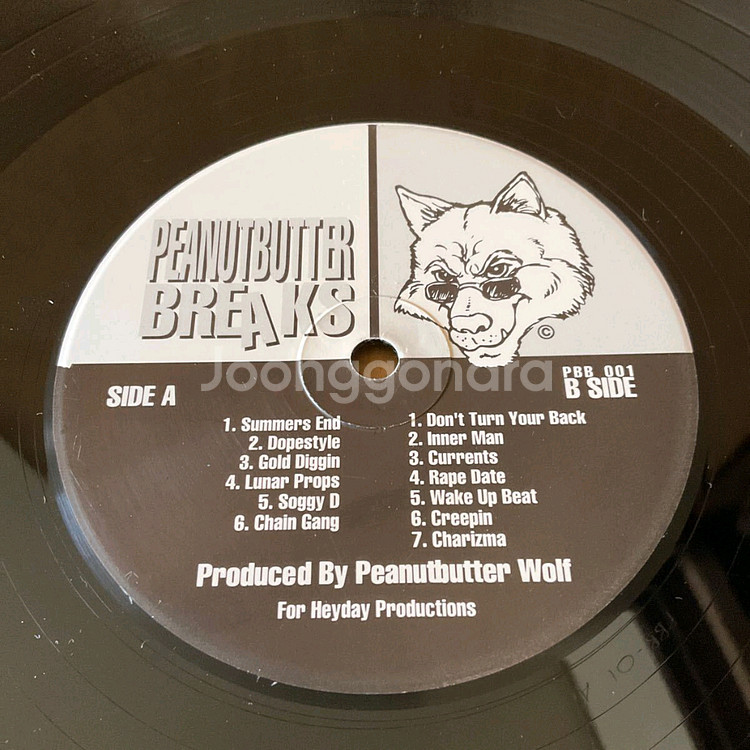 PEANUTBUTTER
BREAKS
©
Joonggonara
SIDE A
PBB 001
B SIDE
1. Summers End
2. Dopestyle
3. Gold Diggin
4. Lunar Props
5. Soggy D
6. Chain Gang
1. Don't Turn Your Back
2. Inner Man
3. Currents
4. Rape Date
5. Wake Up Beat
6. Creepin
7. Charizma
Produced By Peanutbutter Wolf
For Heyday Productions